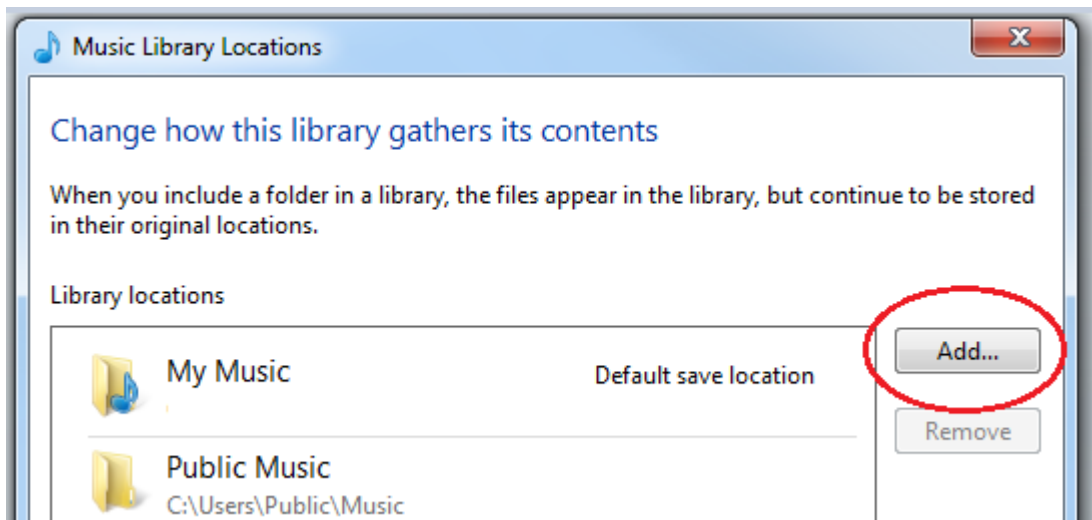 Music Library Locations
Change how this library gathers its contents
When you include a folder in a library, the files appear in the library, but continue to be stored
in their original locations.
Library locations
My Music
Default save location
Add...
Remove
Public Music
C:\Users\Public\Music